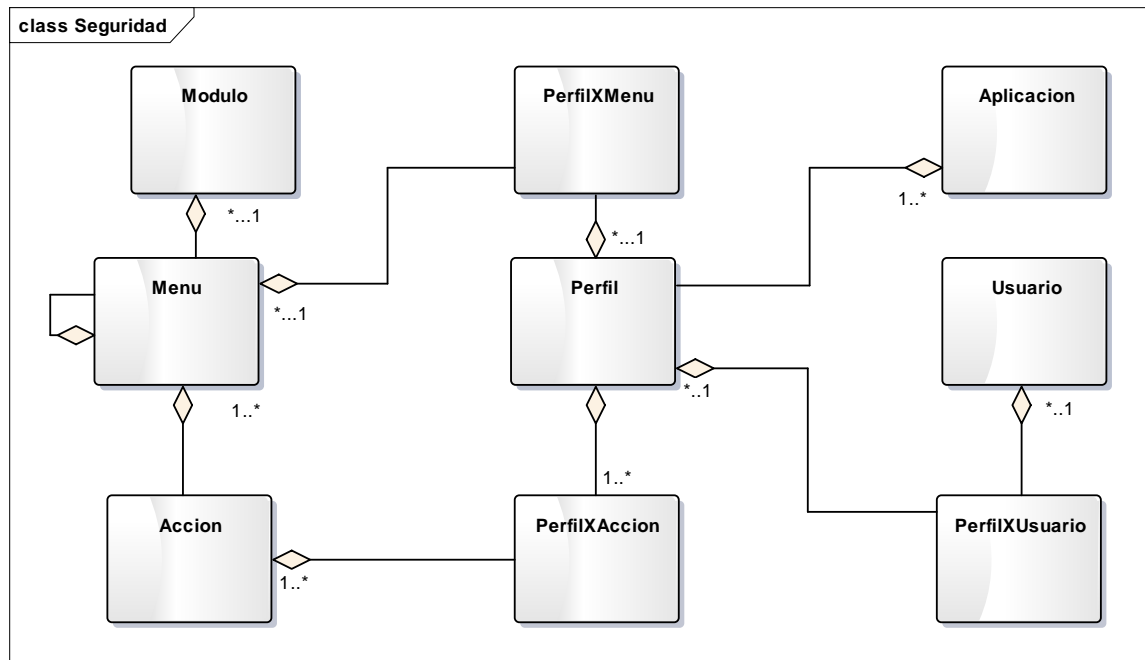 class Seguridad
Modulo
PerfilXMenu
Aplicacion
*...1
1..*
*...1
Menu
Perfil
Usuario
*...1
*..1
1..*
*..1
1..*
Accion
PerfilXAccion
PerfilXUsuario
1..*